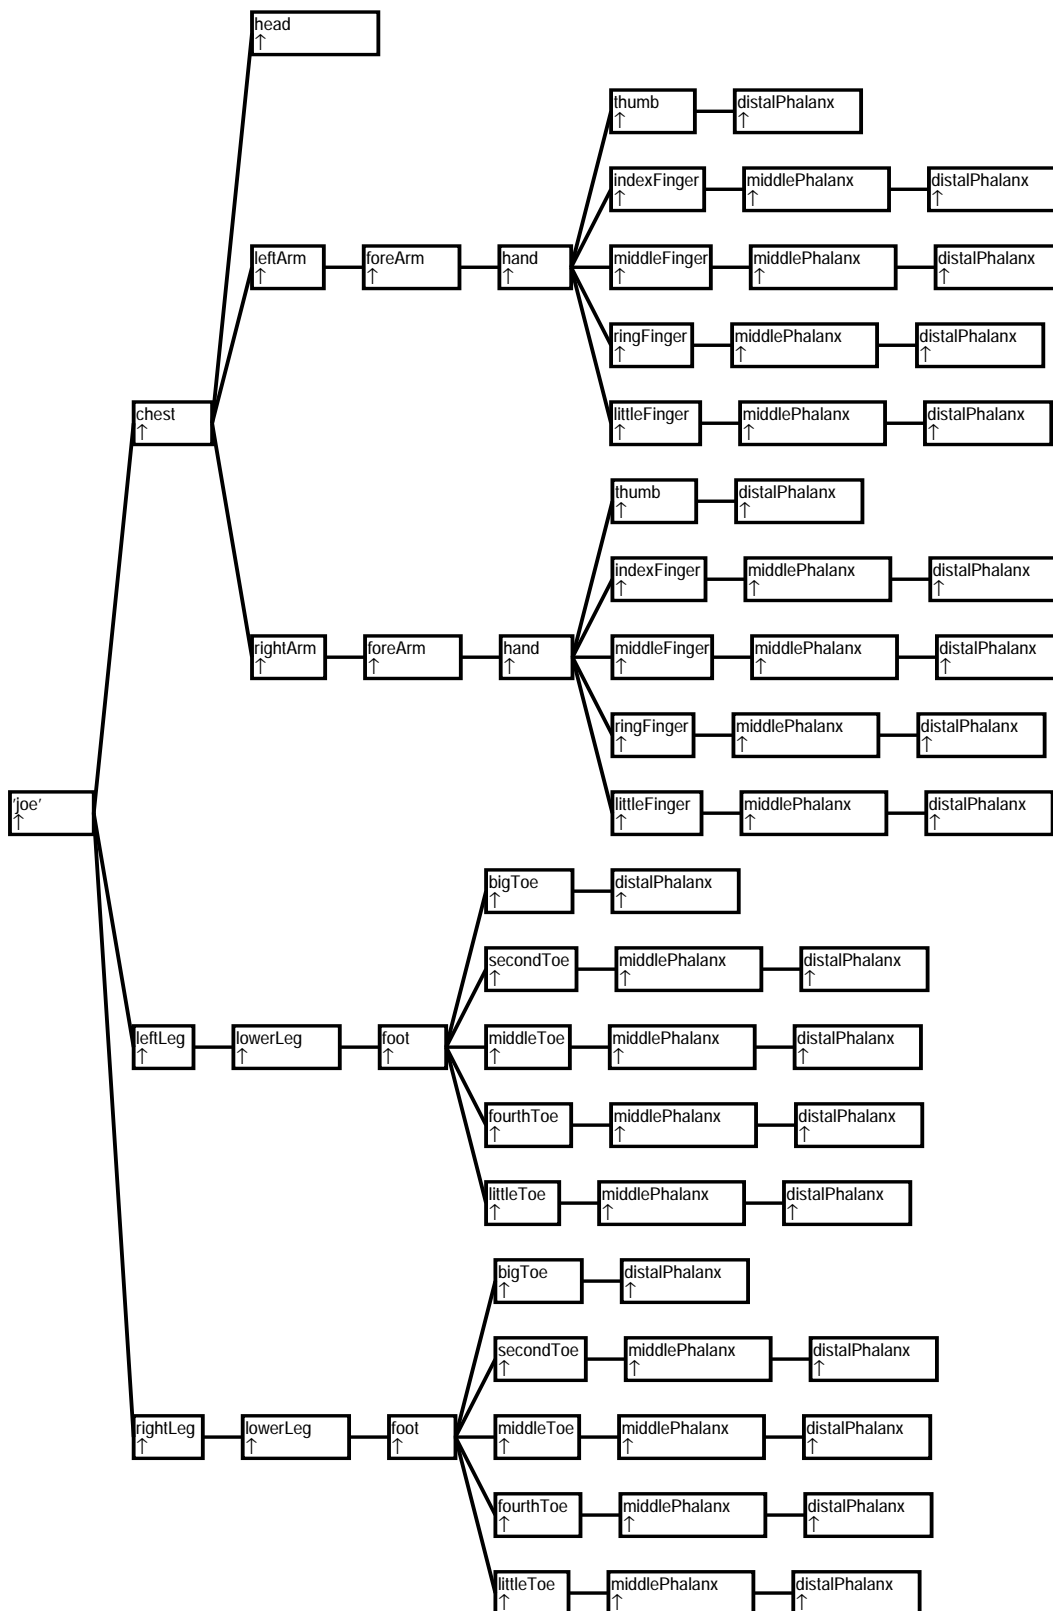 head
↑
thumb distalPhalanx
↑ ↑
indexFinger middlePhalanx distalPhalanx
↑ ↑ ↑
leftArm foreArm hand middleFinger middlePhalanx distalPhalanx
↑ ↑ ↑ ↑ ↑ ↑
ringFinger middlePhalanx distalPhalanx
↑ ↑ ↑
chest littleFinger middlePhalanx distalPhalanx
↑ ↑ ↑ ↑
thumb distalPhalanx
↑ ↑
indexFinger middlePhalanx distalPhalanx
↑ ↑ ↑
rightArm foreArm hand middleFinger middlePhalanx distalPhalanx
↑ ↑ ↑ ↑ ↑ ↑
ringFinger middlePhalanx distalPhalanx
↑ ↑ ↑
'joe' littleFinger middlePhalanx distalPhalanx
↑ ↑ ↑ ↑
bigToe distalPhalanx
↑ ↑
secondToe middlePhalanx distalPhalanx
↑ ↑ ↑
leftLeg lowerLeg foot middleToe middlePhalanx distalPhalanx
↑ ↑ ↑ ↑ ↑ ↑
fourthToe middlePhalanx distalPhalanx
↑ ↑ ↑
littleToe middlePhalanx distalPhalanx
↑ ↑ ↑
bigToe distalPhalanx
↑ ↑
secondToe middlePhalanx distalPhalanx
↑ ↑ ↑
rightLeg lowerLeg foot middleToe middlePhalanx distalPhalanx
↑ ↑ ↑ ↑ ↑ ↑
fourthToe middlePhalanx distalPhalanx
↑ ↑ ↑
littleToe middlePhalanx distalPhalanx
↑ ↑ ↑